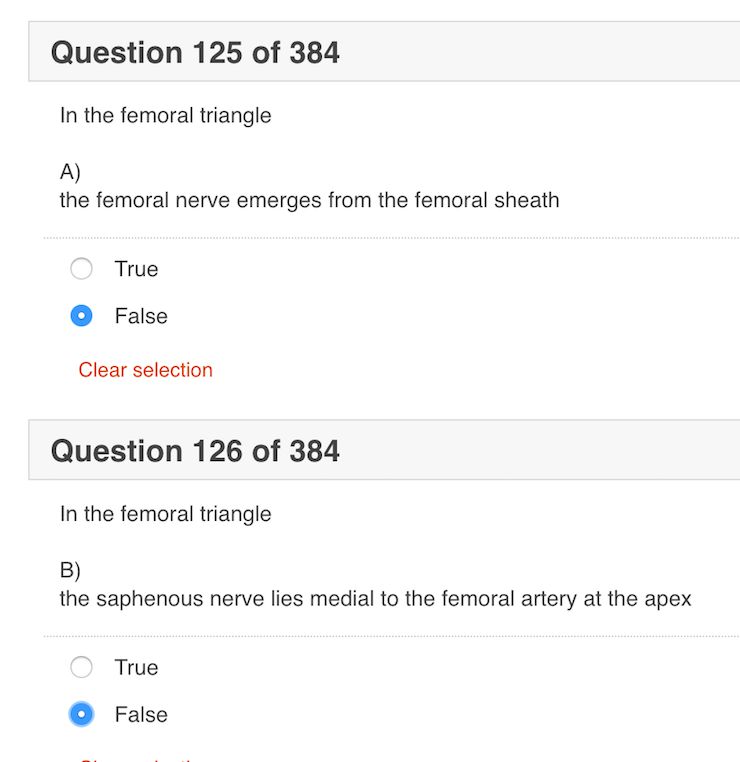 Question 125 of 384
In the femoral triangle
A)
the femoral nerve emerges from the femoral sheath
True
False
Clear selection
Question 126 of 384
In the femoral triangle
B)
the saphenous nerve lies medial to the femoral artery at the apex
True
False